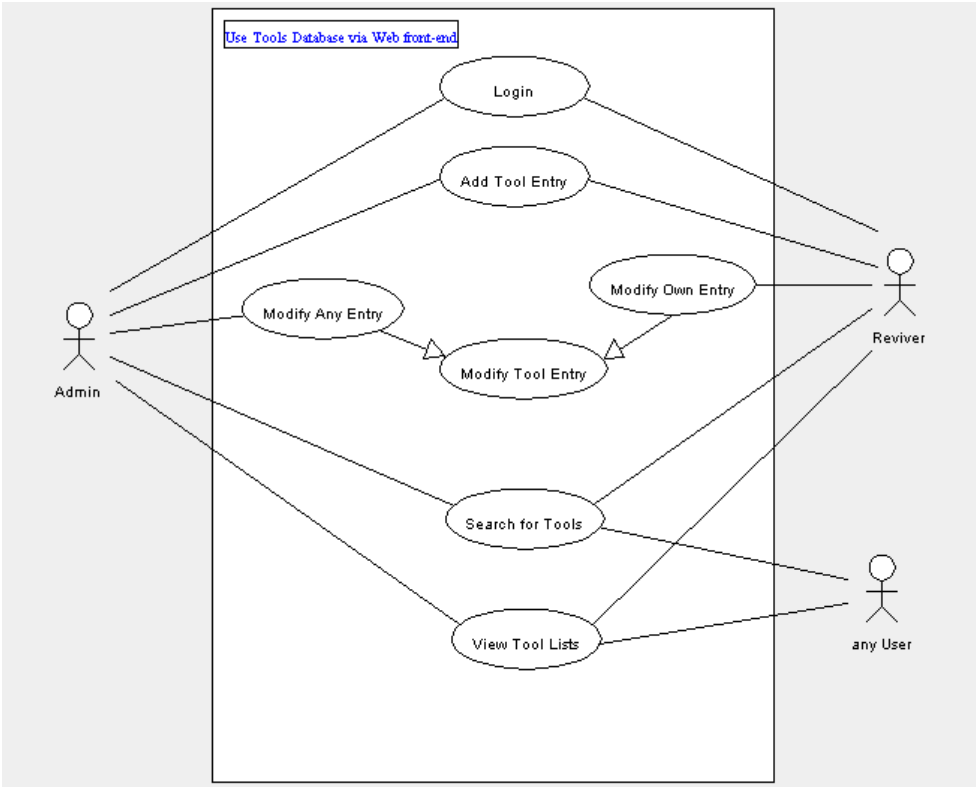 Use Tools Database via Web front-end
Login
Add Tool Entry
Modify Own Entry
Modify Any Entry
Reviver
Modify Tool Entry
Admin
Search for Tools
View Tool Lists
any User